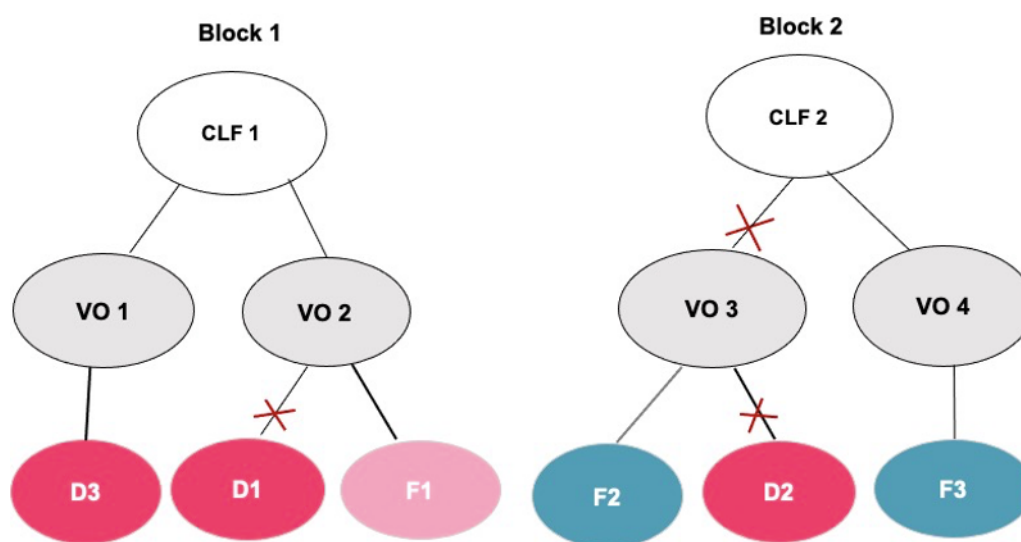 Block 1
Block 2
CLF 1
CLF 2
VO 1
VO 2
VO 3
VO 4
D3
D1
F1
F2
D2
F3